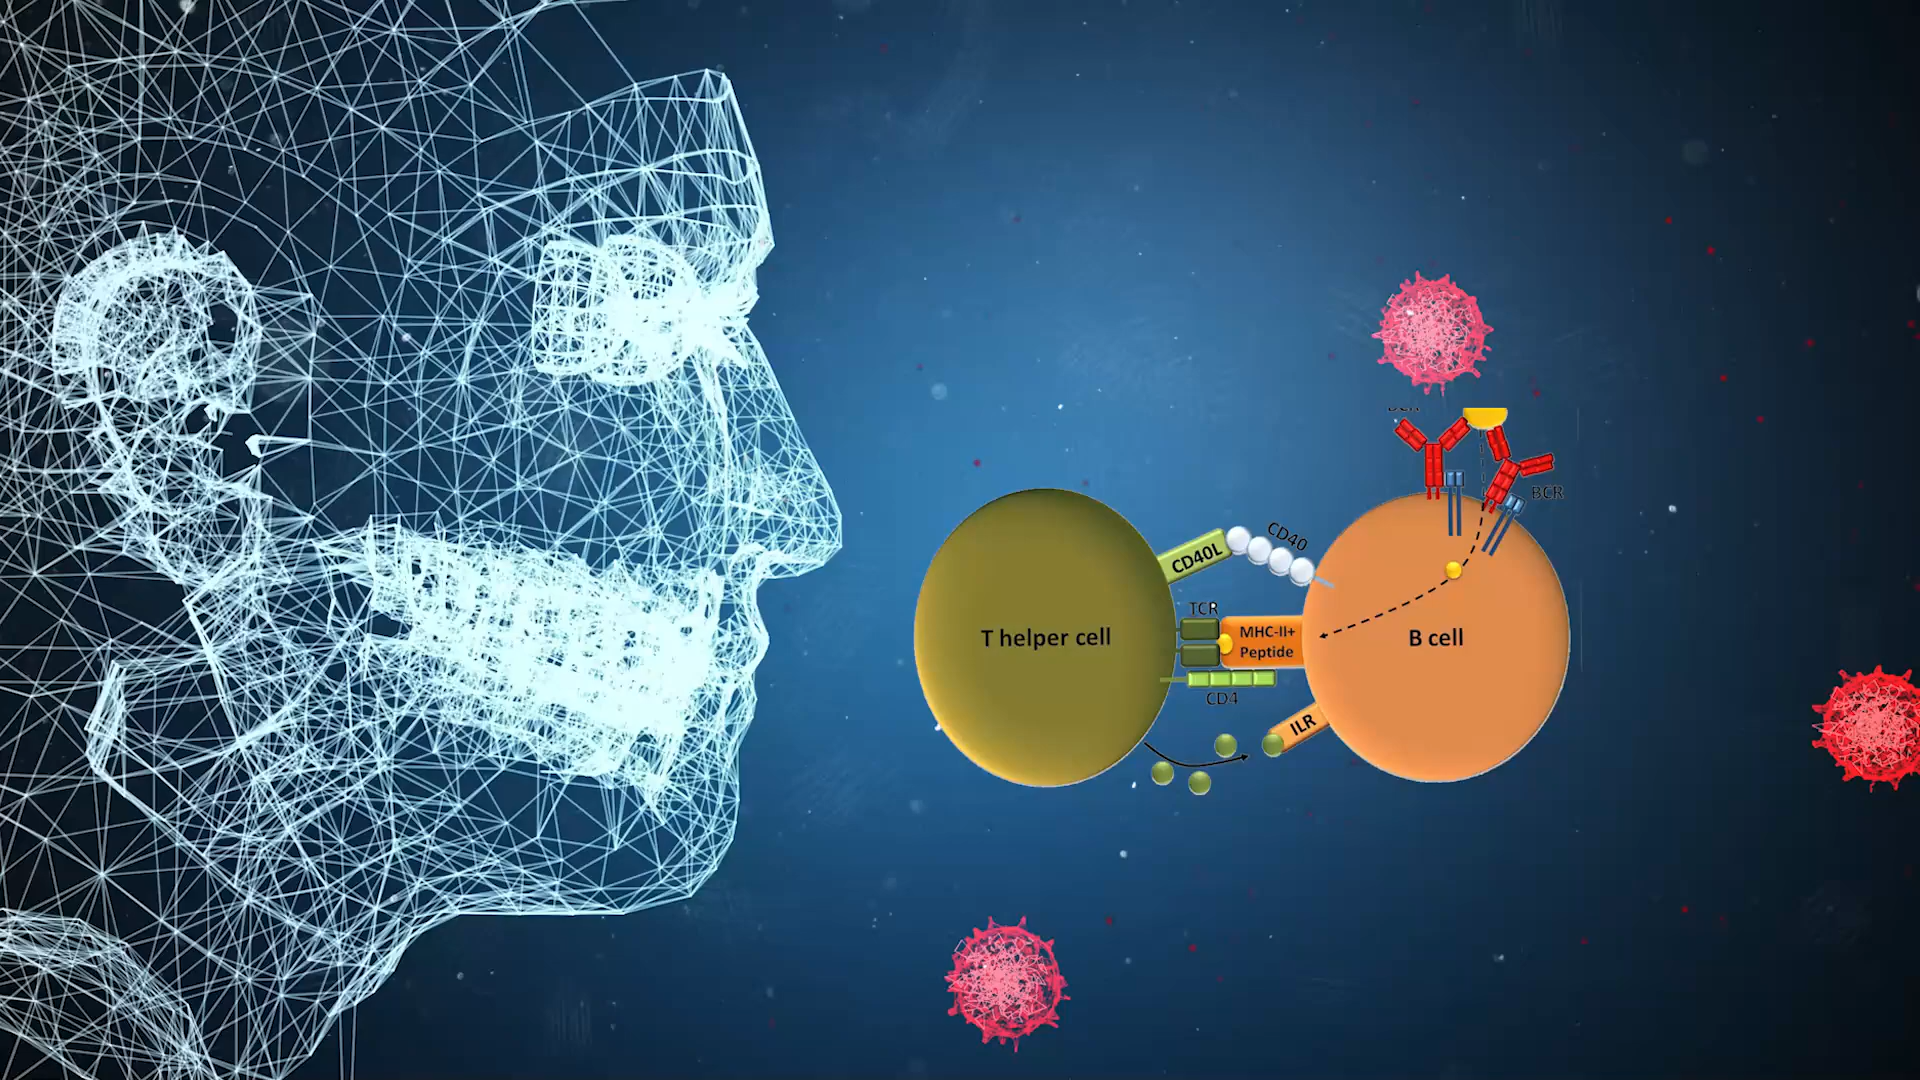 BCR
CD40L
CD40
TCR
MHC-II+
Peptide
T helper cell
B cell
CD4
ILR